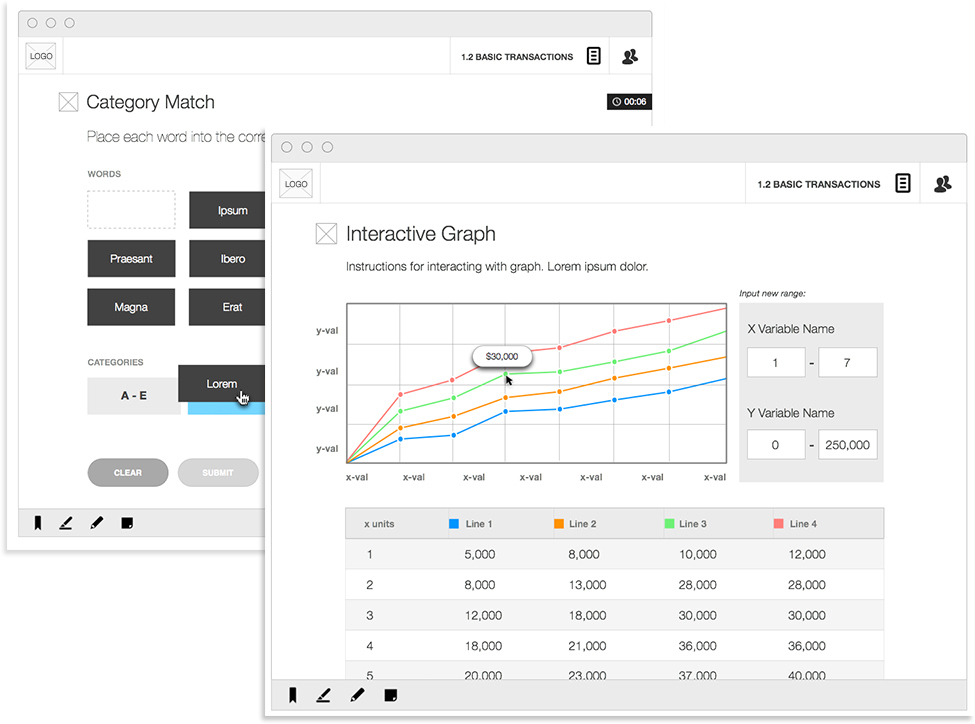 LOGO
1.2 BASIC TRANSACTIONS
Category Match
00:06
Place each word into the corre
WORDS
Ipsum
Praesant
Ibero
Magna
Erat
CATEGORIES
A - E
Lorem
CLEAR
SUBMIT
LOGO
1.2 BASIC TRANSACTIONS
Interactive Graph
Instructions for interacting with graph. Lorem ipsum dolor.
y-val
y-val
y-val
y-val
$30,000
x-val x-val x-val x-val x-val x-val x-val
Input new range:
X Variable Name
1 - 7
Y Variable Name
0 - 250,000
x units Line 1 Line 2 Line 3 Line 4
1 5,000 8,000 10,000 12,000
2 8,000 13,000 28,000 28,000
3 12,000 18,000 30,000 30,000
4 18,000 21,000 36,000 36,000
5 20,000 23,000 37,000 40,000